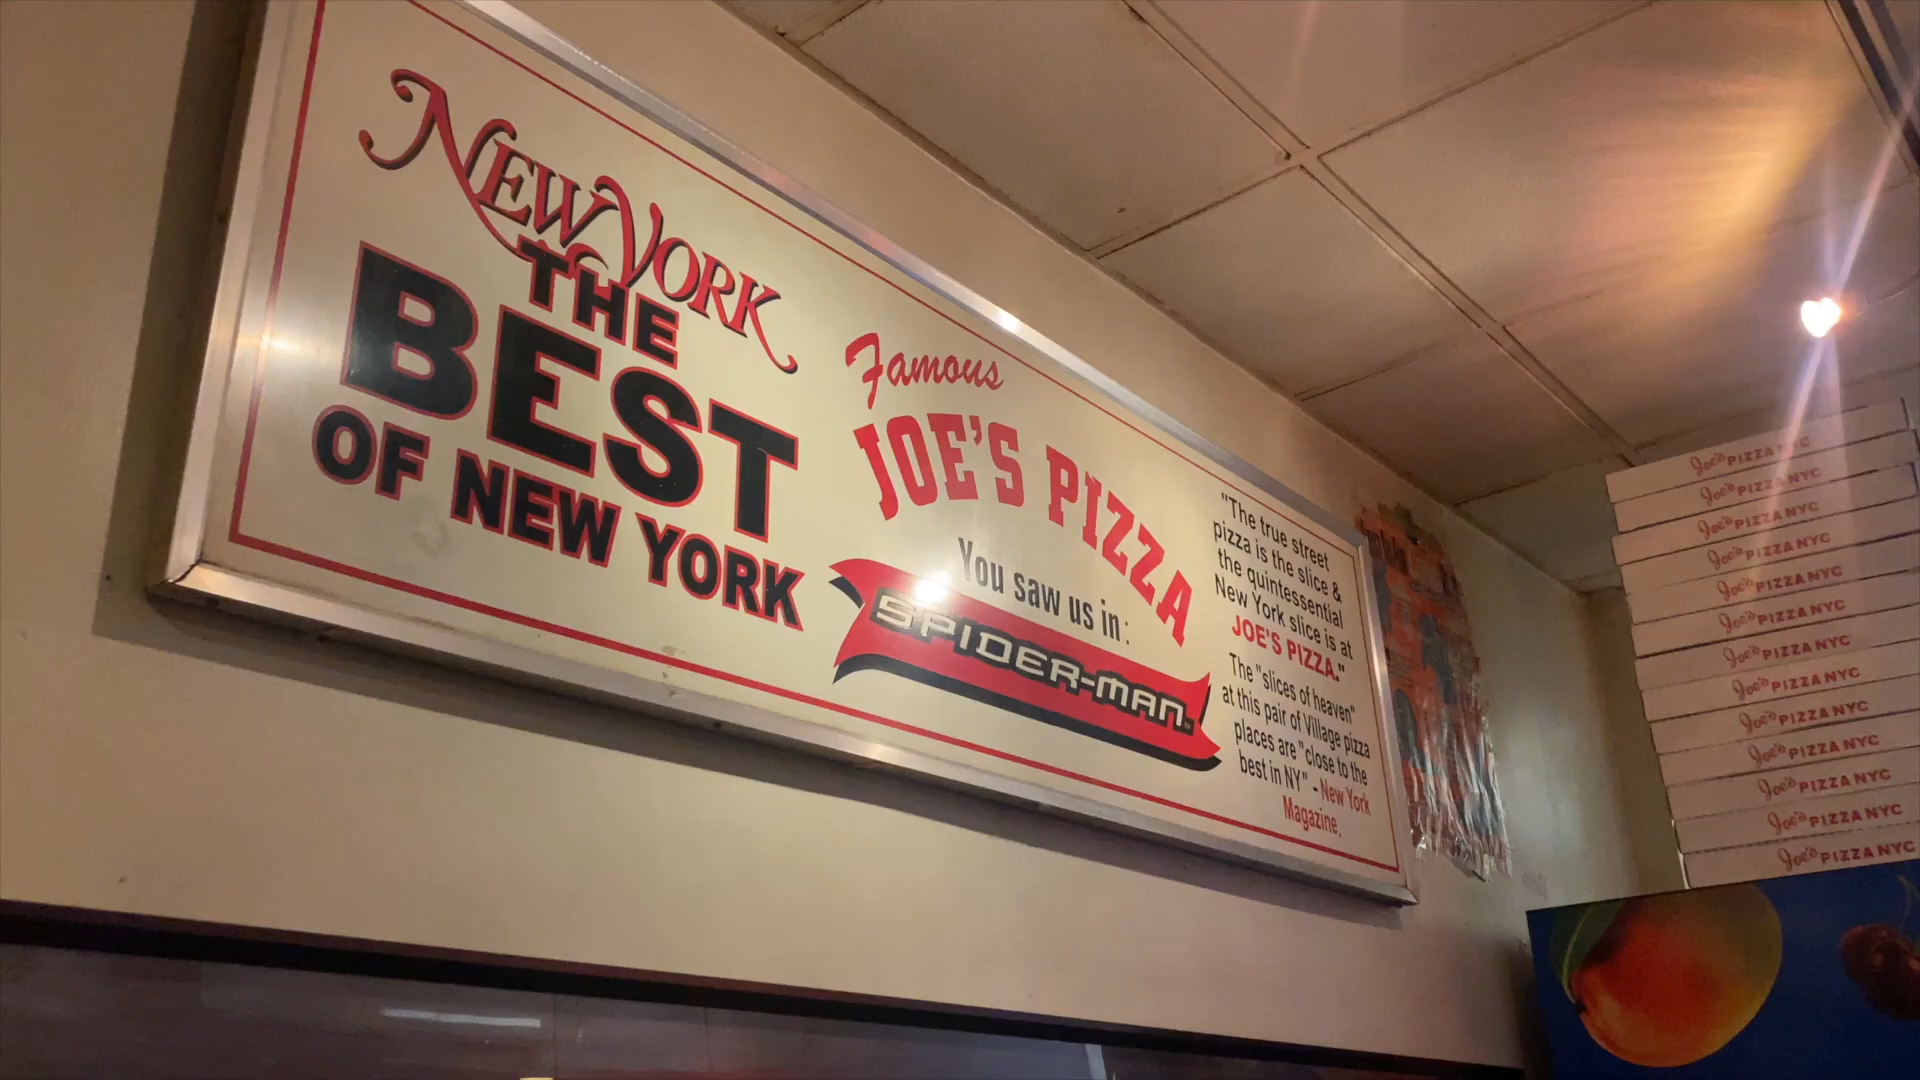 NEW YORK
THE
BEST
OF NEW YORK
Famous
JOE'S PIZZA
You saw us in:
SPIDER-MAN
"The true street
pizza is the slice &
the quintessential
New York slice is at
JOE'S PIZZA."
The "slices of heaven"
at this pair of Village pizza
places are "close to the
best in NY" - New York
Magazine.
Joe's PIZZA NYC
Joe's PIZZA NYC
Joe's PIZZA NYC
Joe's PIZZA NYC
Joe's PIZZA NYC
Joe's PIZZA NYC
Joe's PIZZA NYC
Joe's PIZZA NYC
Joe's PIZZA NYC
Joe's PIZZA NYC
Joe's PIZZA NYC
Joe's PIZZA NYC
Joe's PIZZA NYC